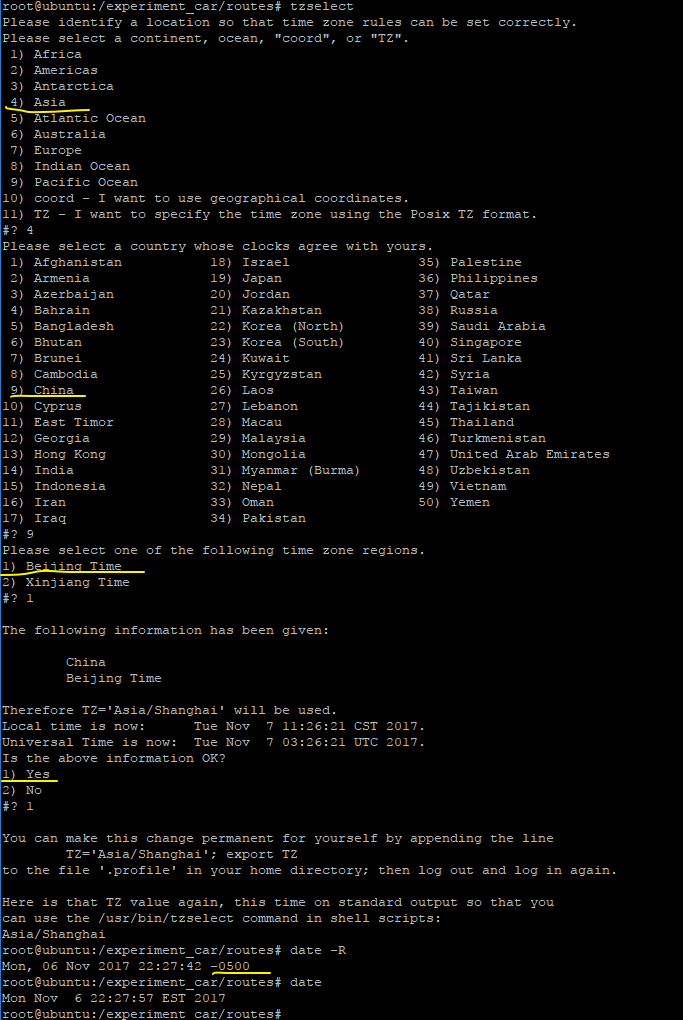 root@ubuntu:/experiment_car/routes# tzselect
Please identify a location so that time zone rules can be set correctly.
Please select a continent, ocean, "coord", or "TZ".
 1) Africa
 2) Americas
 3) Antarctica
 4) Asia
 5) Atlantic Ocean
 6) Australia
 7) Europe
 8) Indian Ocean
 9) Pacific Ocean
10) coord - I want to use geographical coordinates.
11) TZ - I want to specify the time zone using the Posix TZ format.
#? 4
Please select a country whose clocks agree with yours.
 1) Afghanistan           18) Israel                35) Palestine
 2) Armenia               19) Japan                 36) Philippines
 3) Azerbaijan            20) Jordan                37) Qatar
 4) Bahrain               21) Kazakhstan            38) Russia
 5) Bangladesh            22) Korea (North)         39) Saudi Arabia
 6) Bhutan                23) Korea (South)         40) Singapore
 7) Brunei                24) Kuwait                41) Sri Lanka
 8) Cambodia              25) Kyrgyzstan            42) Syria
 9) China                 26) Laos                  43) Taiwan
10) Cyprus                27) Lebanon               44) Tajikistan
11) East Timor            28) Macau                 45) Thailand
12) Georgia               29) Malaysia              46) Turkmenistan
13) Hong Kong             30) Mongolia              47) United Arab Emirates
14) India                 31) Myanmar (Burma)       48) Uzbekistan
15) Indonesia             32) Nepal                 49) Vietnam
16) Iran                  33) Oman                  50) Yemen
17) Iraq                  34) Pakistan
#? 9
Please select one of the following time zone regions.
1) Beijing Time
2) Xinjiang Time
#? 1
The following information has been given:
        China
        Beijing Time
Therefore TZ='Asia/Shanghai' will be used.
Local time is now:      Tue Nov  7 11:26:21 CST 2017.
Universal Time is now:  Tue Nov  7 03:26:21 UTC 2017.
Is the above information OK?
1) Yes
2) No
#? 1
You can make this change permanent for yourself by appending the line
        TZ='Asia/Shanghai'; export TZ
to the file '.profile' in your home directory; then log out and log in again.
Here is that TZ value again, this time on standard output so that you
can use the /usr/bin/tzselect command in shell scripts:
Asia/Shanghai
root@ubuntu:/experiment_car/routes# date -R
Mon, 06 Nov 2017 22:27:42 -0500
root@ubuntu:/experiment_car/routes# date
Mon Nov  6 22:27:57 EST 2017
root@ubuntu:/experiment_car/routes#